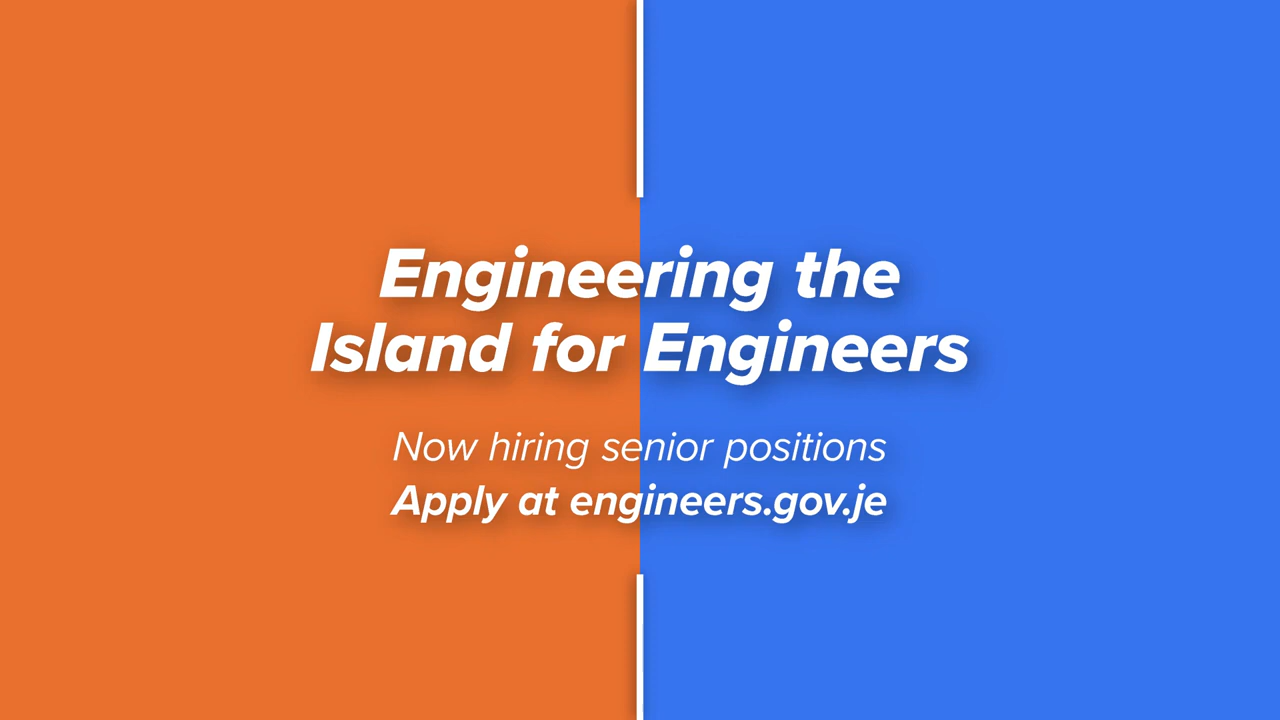 Engineering the
Island for Engineers
Now hiring senior positions
Apply at engineers.gov.je